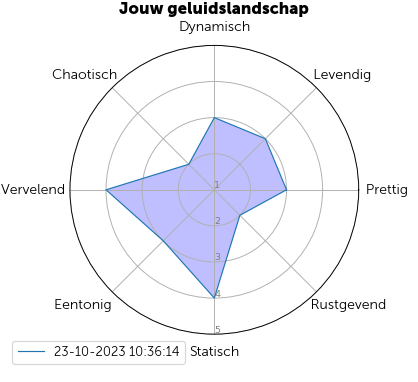 Jouw geluidslandschap
Dynamisch
Chaotisch
Levendig
Vervelend
1
Prettig
2
3
Eentonig
4
Rustgevend
5
23-10-2023 10:36:14
Statisch